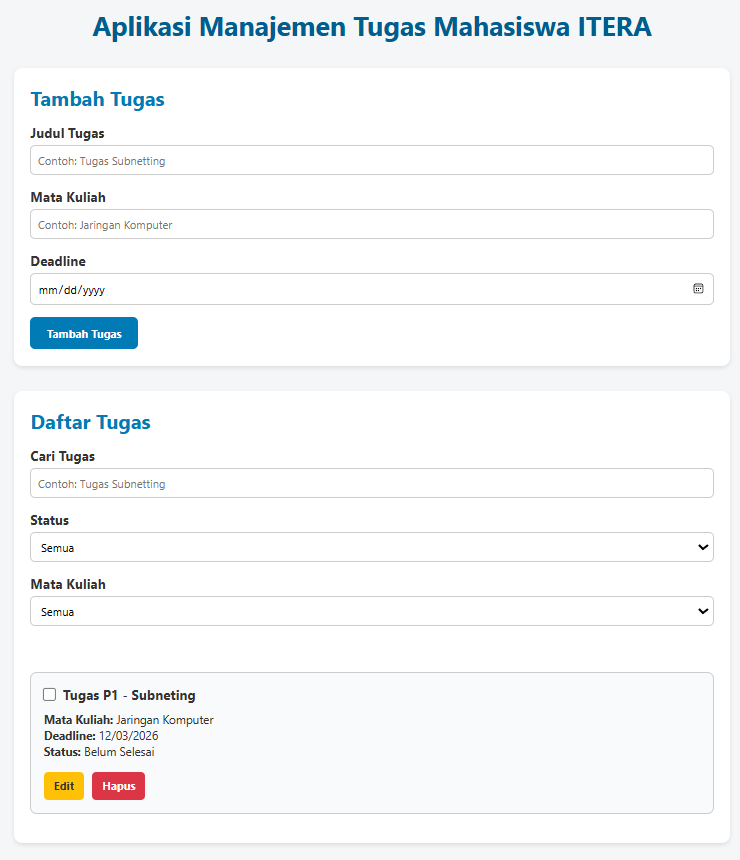 Aplikasi Manajemen Tugas Mahasiswa ITERA
Tambah Tugas
Judul Tugas
Contoh: Tugas Subnetting
Mata Kuliah
Contoh: Jaringan Komputer
Deadline
mm/dd/yyyy
Tambah Tugas
Daftar Tugas
Cari Tugas
Contoh: Tugas Subnetting
Status
Semua
Mata Kuliah
Semua
Tugas P1 - Subneting
Mata Kuliah: Jaringan Komputer
Deadline: 12/03/2026
Status: Belum Selesai
Edit Hapus